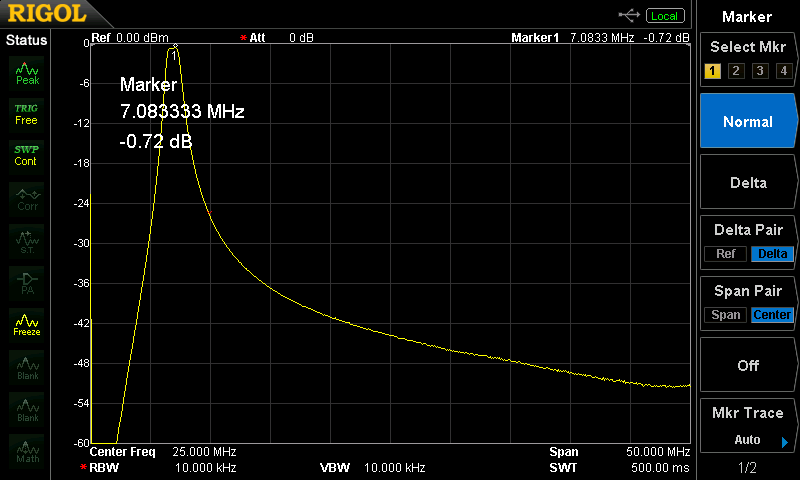 RIGOL
Status
Peak
TRIG
Free
SWP
Cont
Corr
S.T.
PA
Freeze
Blank
Blank
Math
Ref 0.00 dBm
* Att 0 dB
Marker1 7.0833 MHz -0.72 dB
Local
0
-6
-12
-18
-24
-30
-36
-42
-48
-54
-60
1
Marker
7.083333 MHz
-0.72 dB
Center Freq 25.000 MHz
Span 50.000 MHz
* RBW 10.000 kHz
VBW 10.000 kHz
SWT 500.00 ms
Marker
Select Mkr
1 2 3 4
Normal
Delta
Delta Pair
Ref Delta
Span Pair
Span Center
Off
Mkr Trace
Auto
1/2